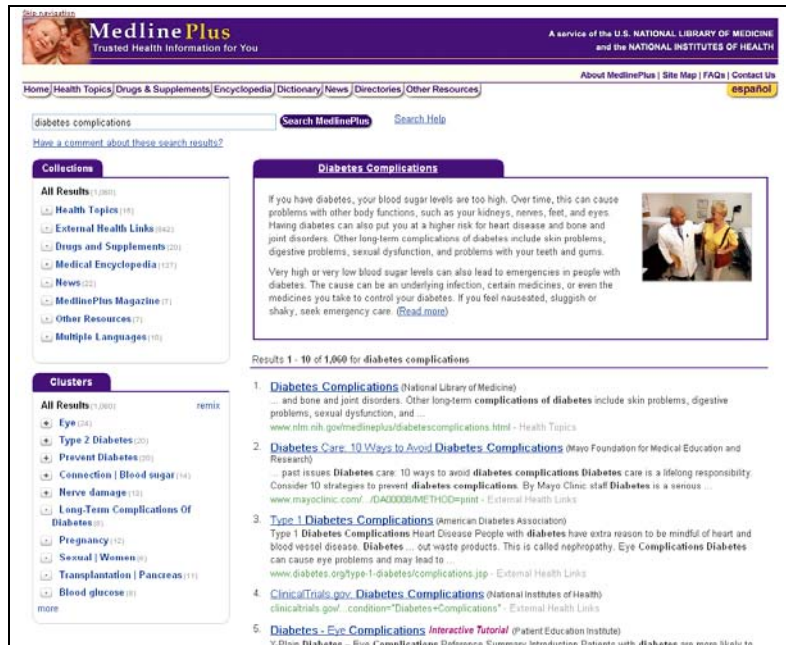 Skip navigation
MedlinePlus
Trusted Health Information for You
A service of the U.S. NATIONAL LIBRARY OF MEDICINE
and the NATIONAL INSTITUTES OF HEALTH
About MedlinePlus | Site Map | FAQs | Contact Us
Home Health Topics Drugs & Supplements Encyclopedia Dictionary News Directories Other Resources español
diabetes complications Search MedlinePlus Search Help
Have a comment about these search results?
Collections
All Results (1,060)
Health Topics (15)
External Health Links (842)
Drugs and Supplements (20)
Medical Encyclopedia (137)
News (22)
MedlinePlus Magazine (7)
Other Resources (7)
Multiple Languages (10)
Clusters
All Results (1,060) remix
Eye (24)
Type 2 Diabetes (20)
Prevent Diabetes (20)
Connection | Blood sugar (14)
Nerve damage (13)
Long-Term Complications Of
Diabetes (6)
Pregnancy (12)
Sexual | Women (6)
Transplantation | Pancreas (11)
Blood glucose (8)
more
Diabetes Complications
If you have diabetes, your blood sugar levels are too high. Over time, this can cause
problems with other body functions, such as your kidneys, nerves, feet, and eyes.
Having diabetes can also put you at a higher risk for heart disease and bone and
joint disorders. Other long-term complications of diabetes include skin problems,
digestive problems, sexual dysfunction, and problems with your teeth and gums.
Very high or very low blood sugar levels can also lead to emergencies in people with
diabetes. The cause can be an underlying infection, certain medicines, or even the
medicines you take to control your diabetes. If you feel nauseated, sluggish or
shaky, seek emergency care. (Read more)
Results 1 - 10 of 1,060 for diabetes complications
1. Diabetes Complications (National Library of Medicine)
... and bone and joint disorders. Other long-term complications of diabetes include skin problems, digestive
problems, sexual dysfunction, and ...
www.nlm.nih.gov/medlineplus/diabetescomplications.html - Health Topics
2. Diabetes Care: 10 Ways to Avoid Diabetes Complications (Mayo Foundation for Medical Education and
Research)
... past issues Diabetes care: 10 ways to avoid diabetes complications Diabetes care is a lifelong responsibility.
Consider 10 strategies to prevent diabetes complications. By Mayo Clinic staff Diabetes is a serious ...
www.mayoclinic.com/.../DA00008/METHOD=print - External Health Links
3. Type 1 Diabetes Complications (American Diabetes Association)
Type 1 Diabetes Complications Heart Disease People with diabetes have extra reason to be mindful of heart and
blood vessel disease. Diabetes ... out waste products. This is called nephropathy. Eye Complications Diabetes
can cause eye problems and may lead to ...
www.diabetes.org/type-1-diabetes/complications.jsp - External Health Links
4. ClinicalTrials.gov: Diabetes Complications (National Institutes of Health)
clinicaltrials.gov/...condition="Diabetes+Complications" - External Health Links
5. Diabetes - Eye Complications Interactive Tutorial (Patient Education Institute)
X-Plain Diabetes - Eye Complications Reference Summary Introduction Patients with diabetes are more likely to